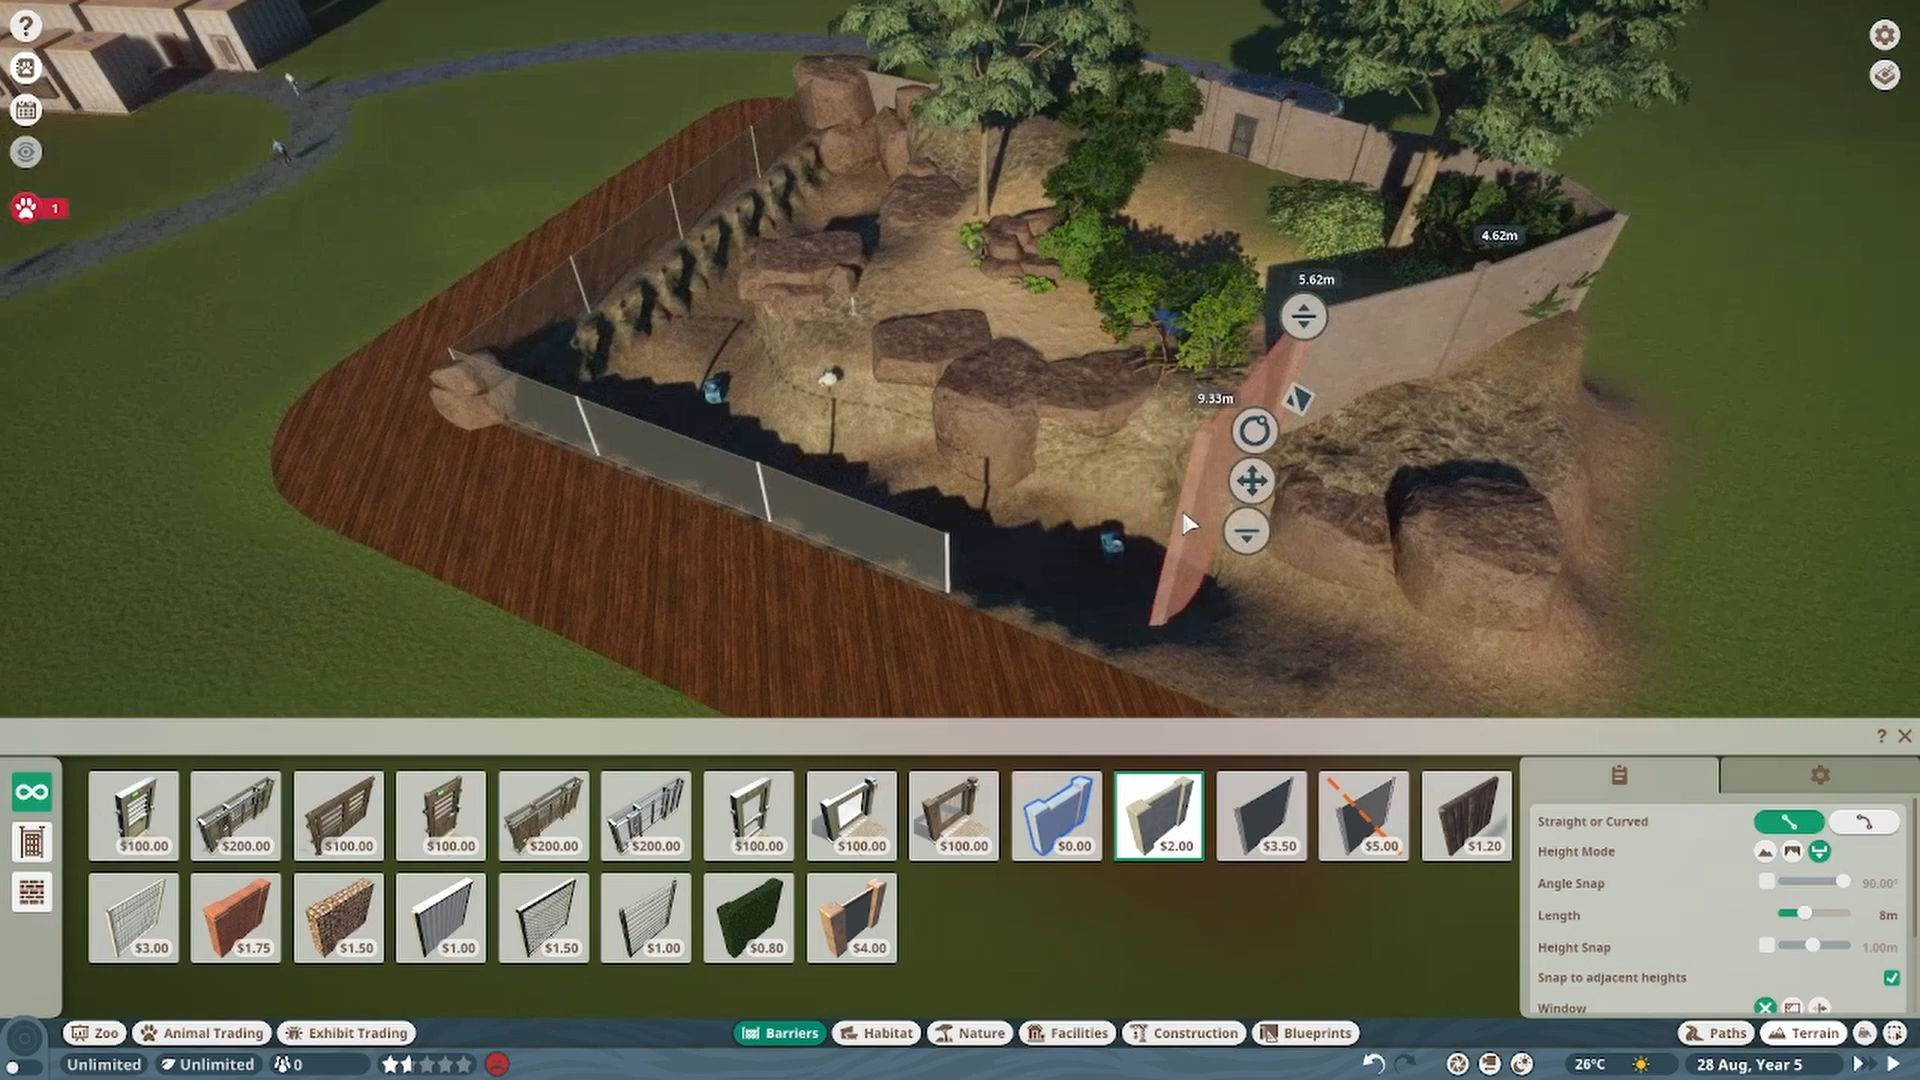 ?
1
4.62m
5.62m
9.33m
?
$100.00 $200.00 $100.00 $100.00 $200.00 $200.00 $100.00 $100.00 $100.00 $0.00 $2.00 $3.50 $5.00 $1.20
$3.00 $1.75 $1.50 $1.00 $1.50 $1.00 $0.80 $4.00
Straight or Curved
Height Mode
Angle Snap 90.00°
Length 8m
Height Snap 1.00m
Snap to adjacent heights
Window
Zoo Animal Trading Exhibit Trading Barriers Habitat Nature Facilities Construction Blueprints Paths Terrain
Unlimited Unlimited 0 26°C 28 Aug, Year 5